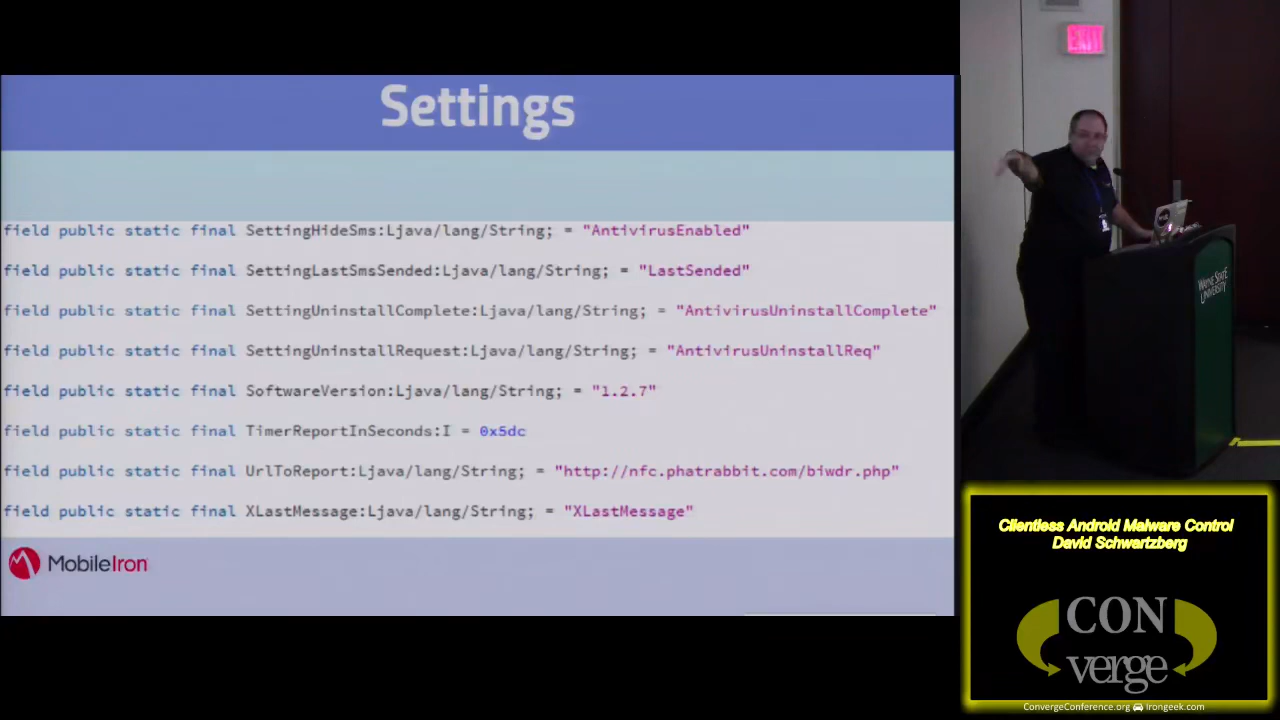 Settings
field public static final SettingHideSms:Ljava/lang/String; = "AntivirusEnabled"
field public static final SettingLastSmsSended:Ljava/lang/String; = "LastSended"
field public static final SettingUninstallComplete:Ljava/lang/String; = "AntivirusUninstallComplete"
field public static final SettingUninstallRequest:Ljava/lang/String; = "AntivirusUninstallReq"
field public static final SoftwareVersion:Ljava/lang/String; = "1.2.7"
field public static final TimerReportInSeconds:I = 0x5dc
field public static final UrlToReport:Ljava/lang/String; = "http://nfc.phatrabbit.com/biwdr.php"
field public static final XLastMessage:Ljava/lang/String; = "XLastMessage"
MobileIron
EXIT
WAYNE STATE
UNIVERSITY
Clientless Android Malware Control
David Schwartzberg
CON
verge
ConvergeConference.org Irongeek.com